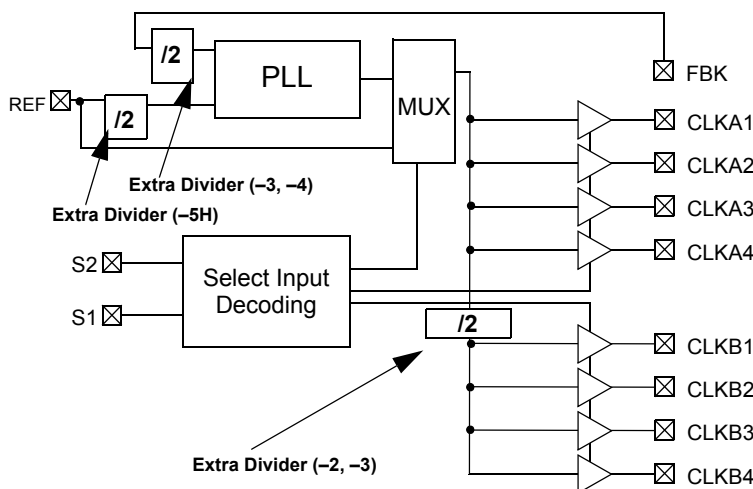 /2
PLL
MUX
FBK
REF
/2
CLKA1
CLKA2
CLKA3
CLKA4
Extra Divider (–3, –4)
Extra Divider (–5H)
S2
S1
Select Input
Decoding
/2
CLKB1
CLKB2
CLKB3
CLKB4
Extra Divider (–2, –3)